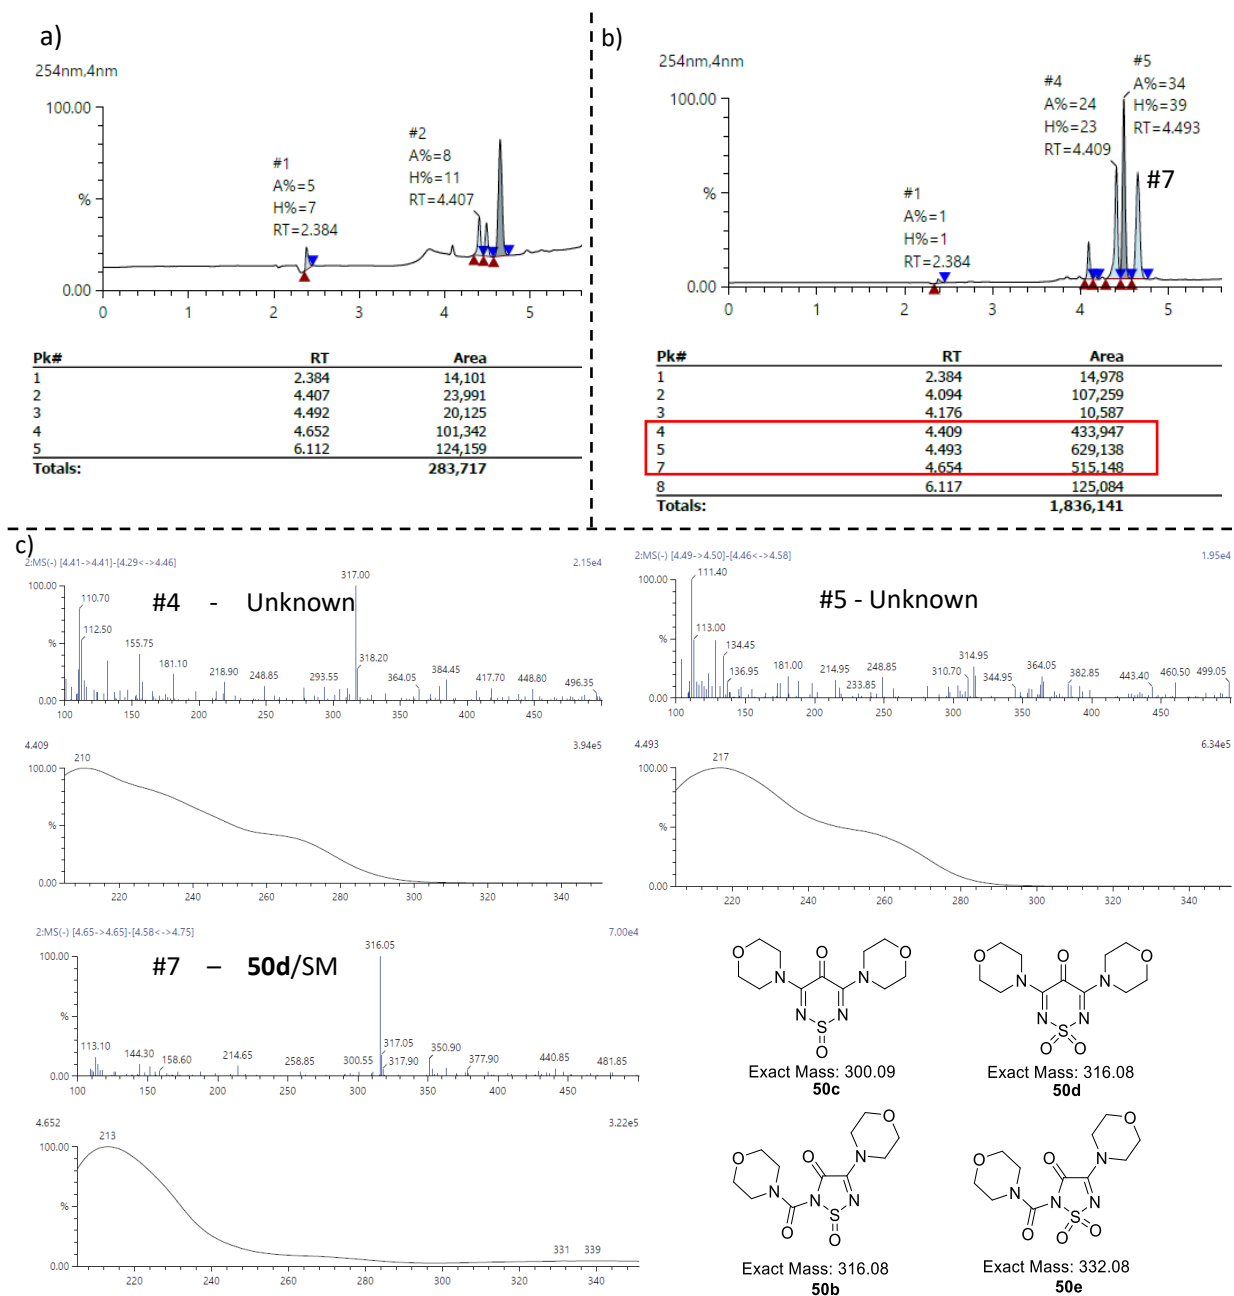 a)
254nm,4nm
100.00
%
0.00
#1
A%=5
H%=7
RT=2.384
#2
A%=8
H%=11
RT=4.407
0 1 2 3 4 5
Pk# RT Area
1 2.384 14,101
2 4.407 23,991
3 4.492 20,125
4 4.652 101,342
5 6.112 124,159
Totals: 283,717
b)
254nm,4nm
100.00
%
0.00
#1
A%=1
H%=1
RT=2.384
#4
A%=24
H%=23
RT=4.409
#5
A%=34
H%=39
RT=4.493
#7
0 1 2 3 4 5
Pk# RT Area
1 2.384 14,978
2 4.094 107,259
3 4.176 10,587
4 4.409 433,947
5 4.493 629,138
7 4.654 515,148
8 6.117 125,084
Totals: 1,836,141
c)
2:MS(-) [4.41->4.41]-[4.29<->4.46] 2.15e4
#4 - Unknown
100.00
%
0.00
110.70
112.50
155.75
181.10
218.90
248.85
293.55
317.00
318.20
364.05
384.45
417.70
448.80
496.35
100 150 200 250 300 350 400 450
4.409 3.94e5
100.00
%
0.00
210
220 240 260 280 300 320 340
2:MS(-) [4.49->4.50]-[4.46<->4.58] 1.95e4
#5 - Unknown
100.00
%
0.00
111.40
113.00
134.45
136.95
181.00
214.95
233.85
248.85
310.70
314.95
344.95
364.05
382.85
443.40
460.50
499.05
100 150 200 250 300 350 400 450
4.493 6.34e5
100.00
%
0.00
217
220 240 260 280 300 320 340
2:MS(-) [4.65->4.65]-[4.58<->4.75] 7.00e4
#7 – 50d/SM
100.00
%
0.00
113.10
144.30
158.60
214.65
258.85
300.55
316.05
317.05
317.90
350.90
377.90
440.85
481.85
100 150 200 250 300 350 400 450
4.652 3.22e5
100.00
%
0.00
213
331 339
220 240 260 280 300 320 340
O O O
N N
N N
S
O
Exact Mass: 300.09
50c
O O O
N N
N N
S
O O
Exact Mass: 316.08
50d
O
O N
O
N N N
S
O O
Exact Mass: 316.08
50b
O
O N
O
N N N
S
O O O
Exact Mass: 332.08
50e